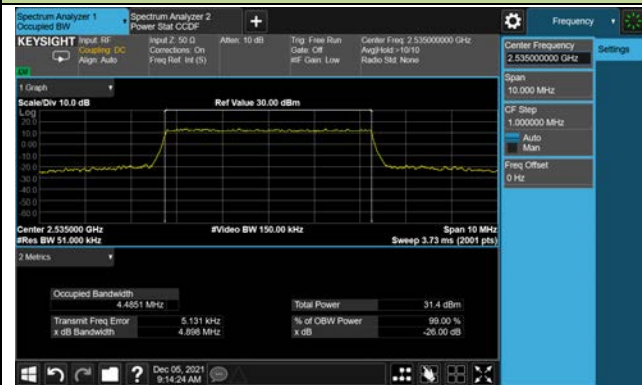 Spectrum Analyzer 1
Occupied BW
Spectrum Analyzer 2
Power Stat CCDF
+
Frequency
KEYSIGHT
Input: RF
Coupling: DC
Align: Auto
Input Z: 50 Ω
Corrections: On
Freq Ref: Int (S)
Atten: 10 dB
Trig: Free Run
Gate: Off
#IF Gain: Low
Center Freq: 2.535000000 GHz
Avg|Hold:>10/10
Radio Std: None
Center Frequency
2.535000000 GHz
Settings
Span
10.000 MHz
CF Step
1.000000 MHz
Auto
Man
Freq Offset
0 Hz
1 Graph
Scale/Div 10.0 dB
Ref Value 30.00 dBm
Log
20.0
10.0
0.00
-10.0
-20.0
-30.0
-40.0
-50.0
-60.0
Center 2.535000 GHz
#Video BW 150.00 kHz
Span 10 MHz
#Res BW 51.000 kHz
Sweep 3.73 ms (2001 pts)
2 Metrics
Occupied Bandwidth
4.4851 MHz
Total Power 31.4 dBm
Transmit Freq Error 5.131 kHz
% of OBW Power 99.00 %
x dB Bandwidth 4.898 MHz
x dB -26.00 dB
?
Dec 05, 2021
9:14:24 AM